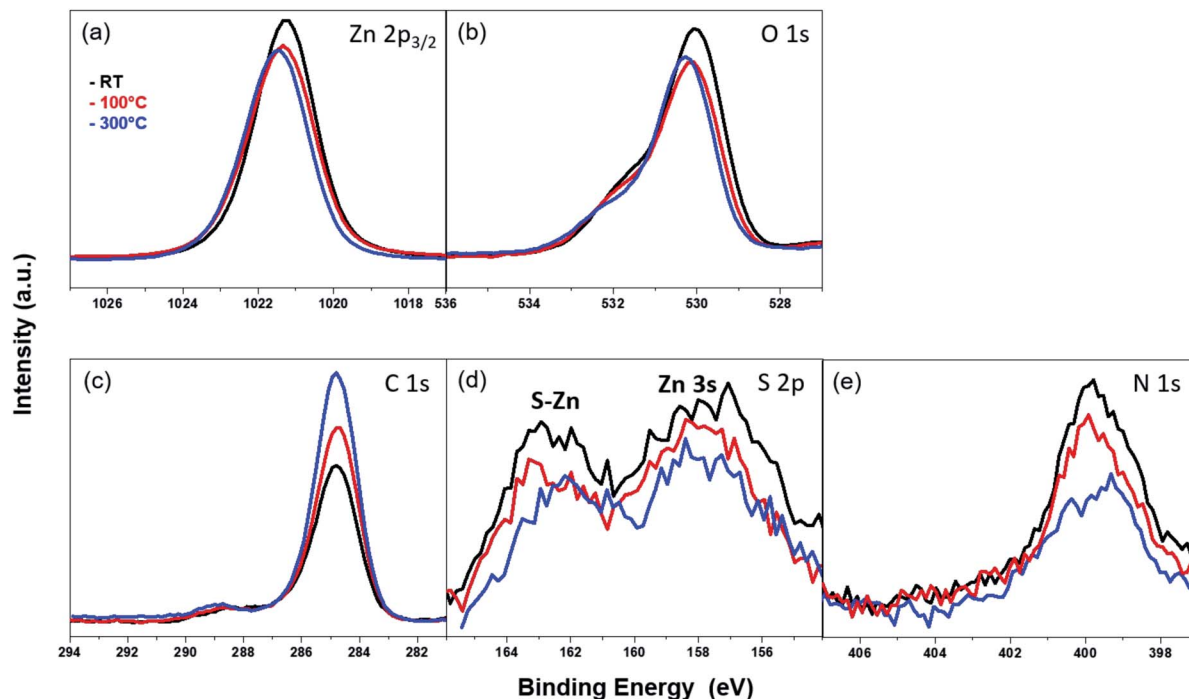 (a) Zn 2p3/2
- RT
- 100°C
- 300°C
1026 1024 1022 1020 1018
(b) O 1s
536 534 532 530 528
(c) C 1s
294 292 290 288 286 284 282
(d) S 2p
S-Zn Zn 3s
164 162 160 158 156
(e) N 1s
406 404 402 400 398
Intensity (a.u.)
Binding Energy (eV)